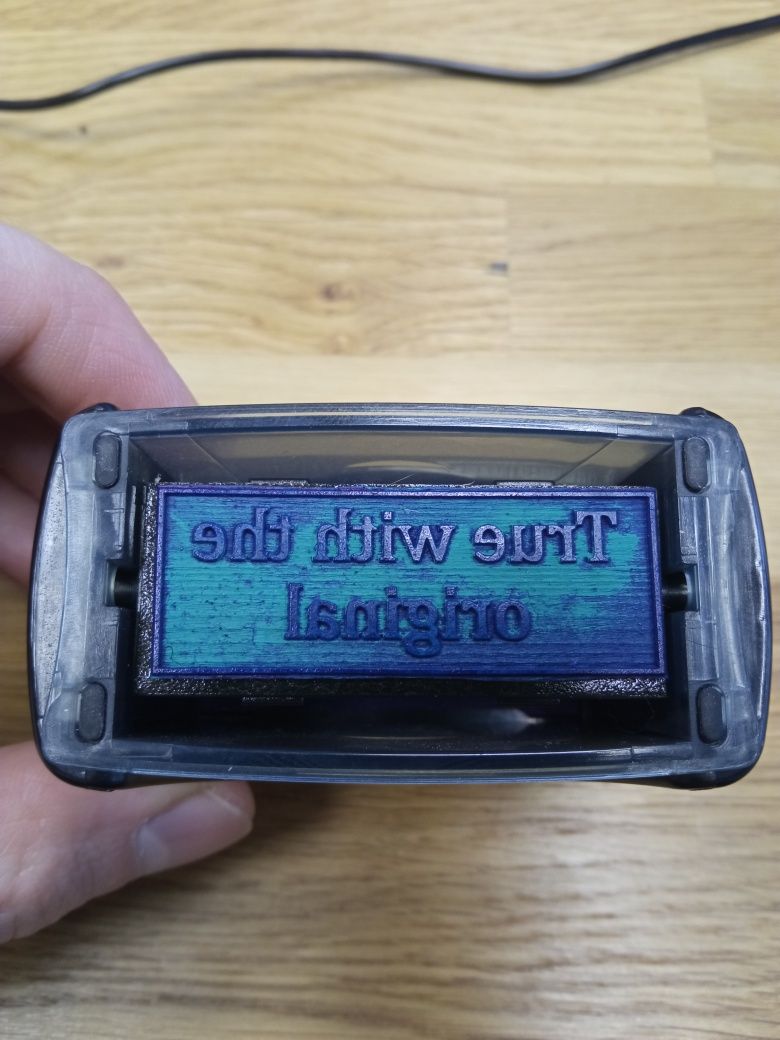 True with the
original